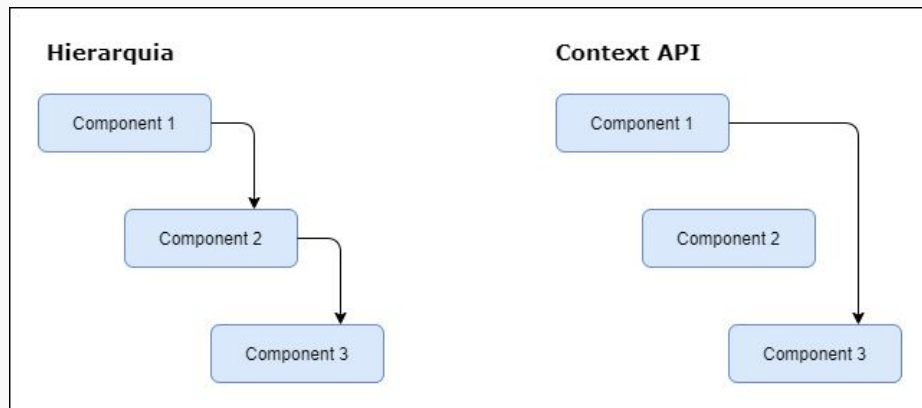 Hierarquia
Component 1
Component 2
Component 3
Context API
Component 1
Component 2
Component 3